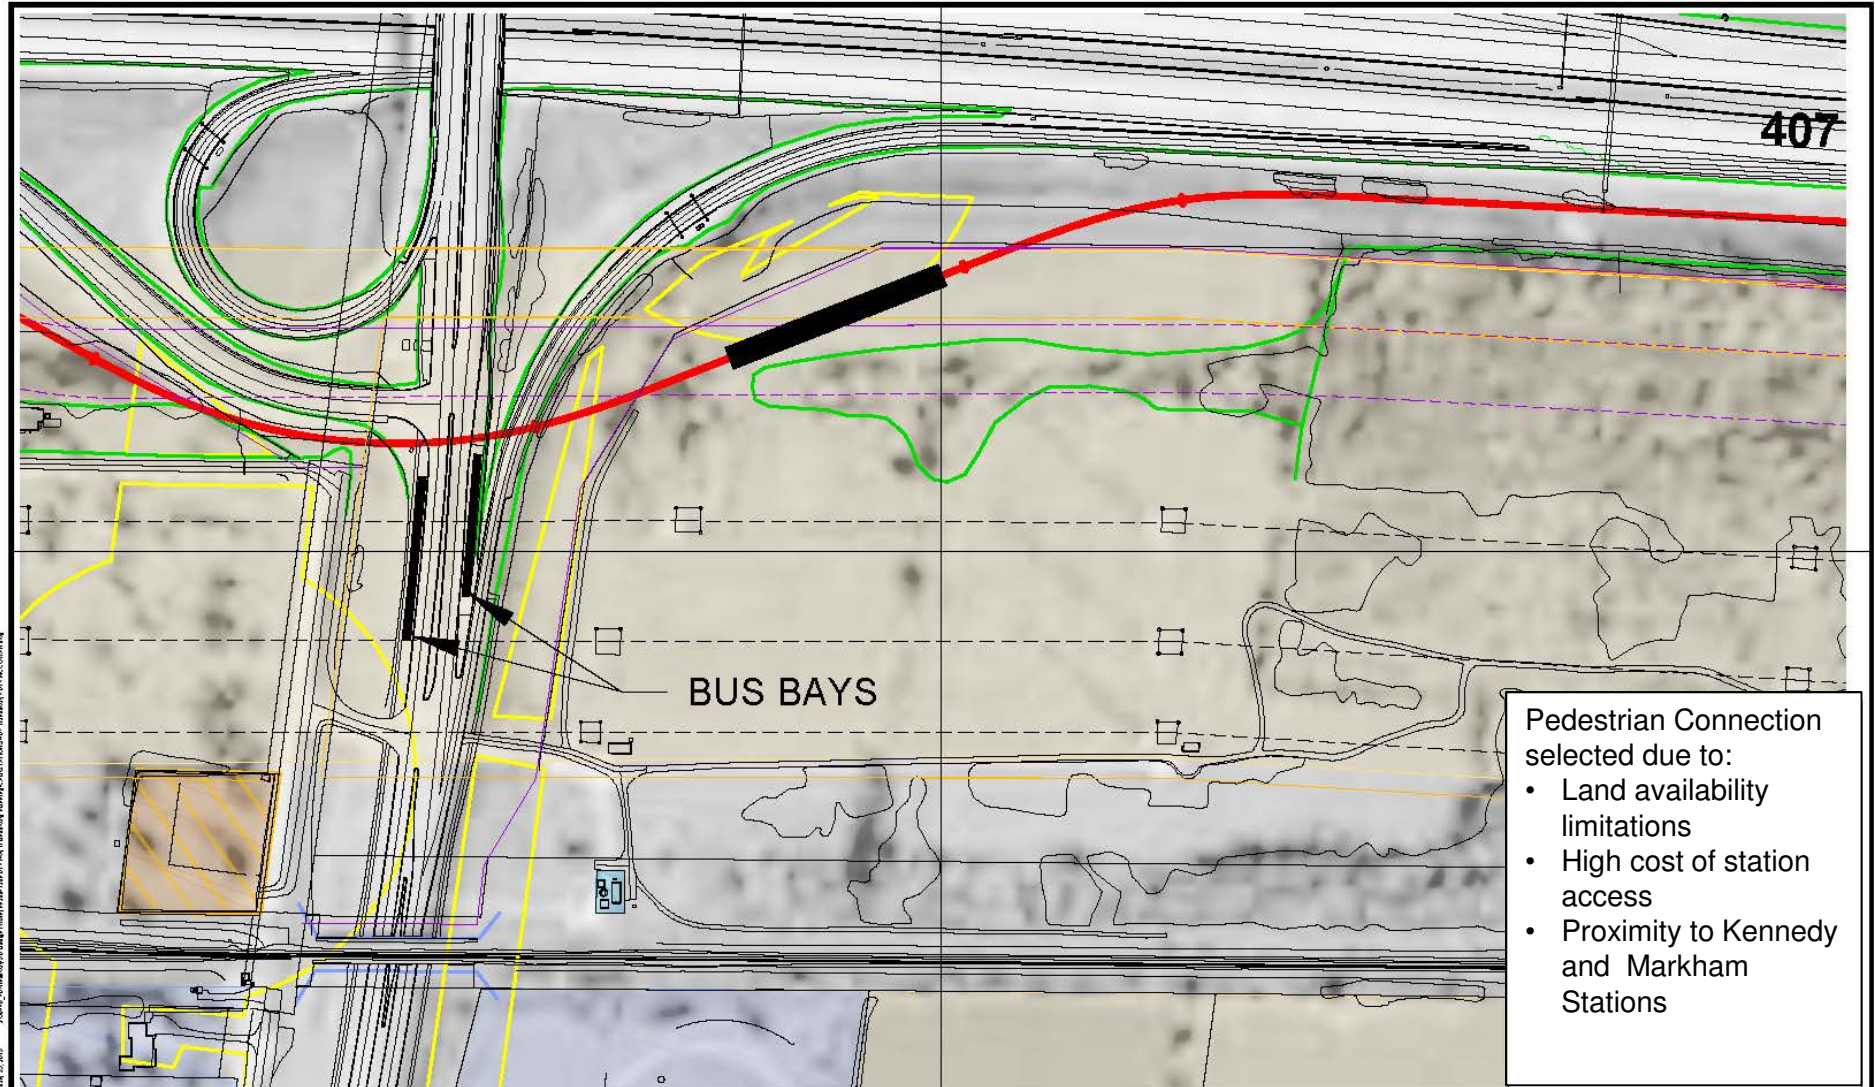 407
BUS BAYS
Pedestrian Connection
selected due to:
• Land availability
limitations
• High cost of station
access
• Proximity to Kennedy
and Markham
Stations